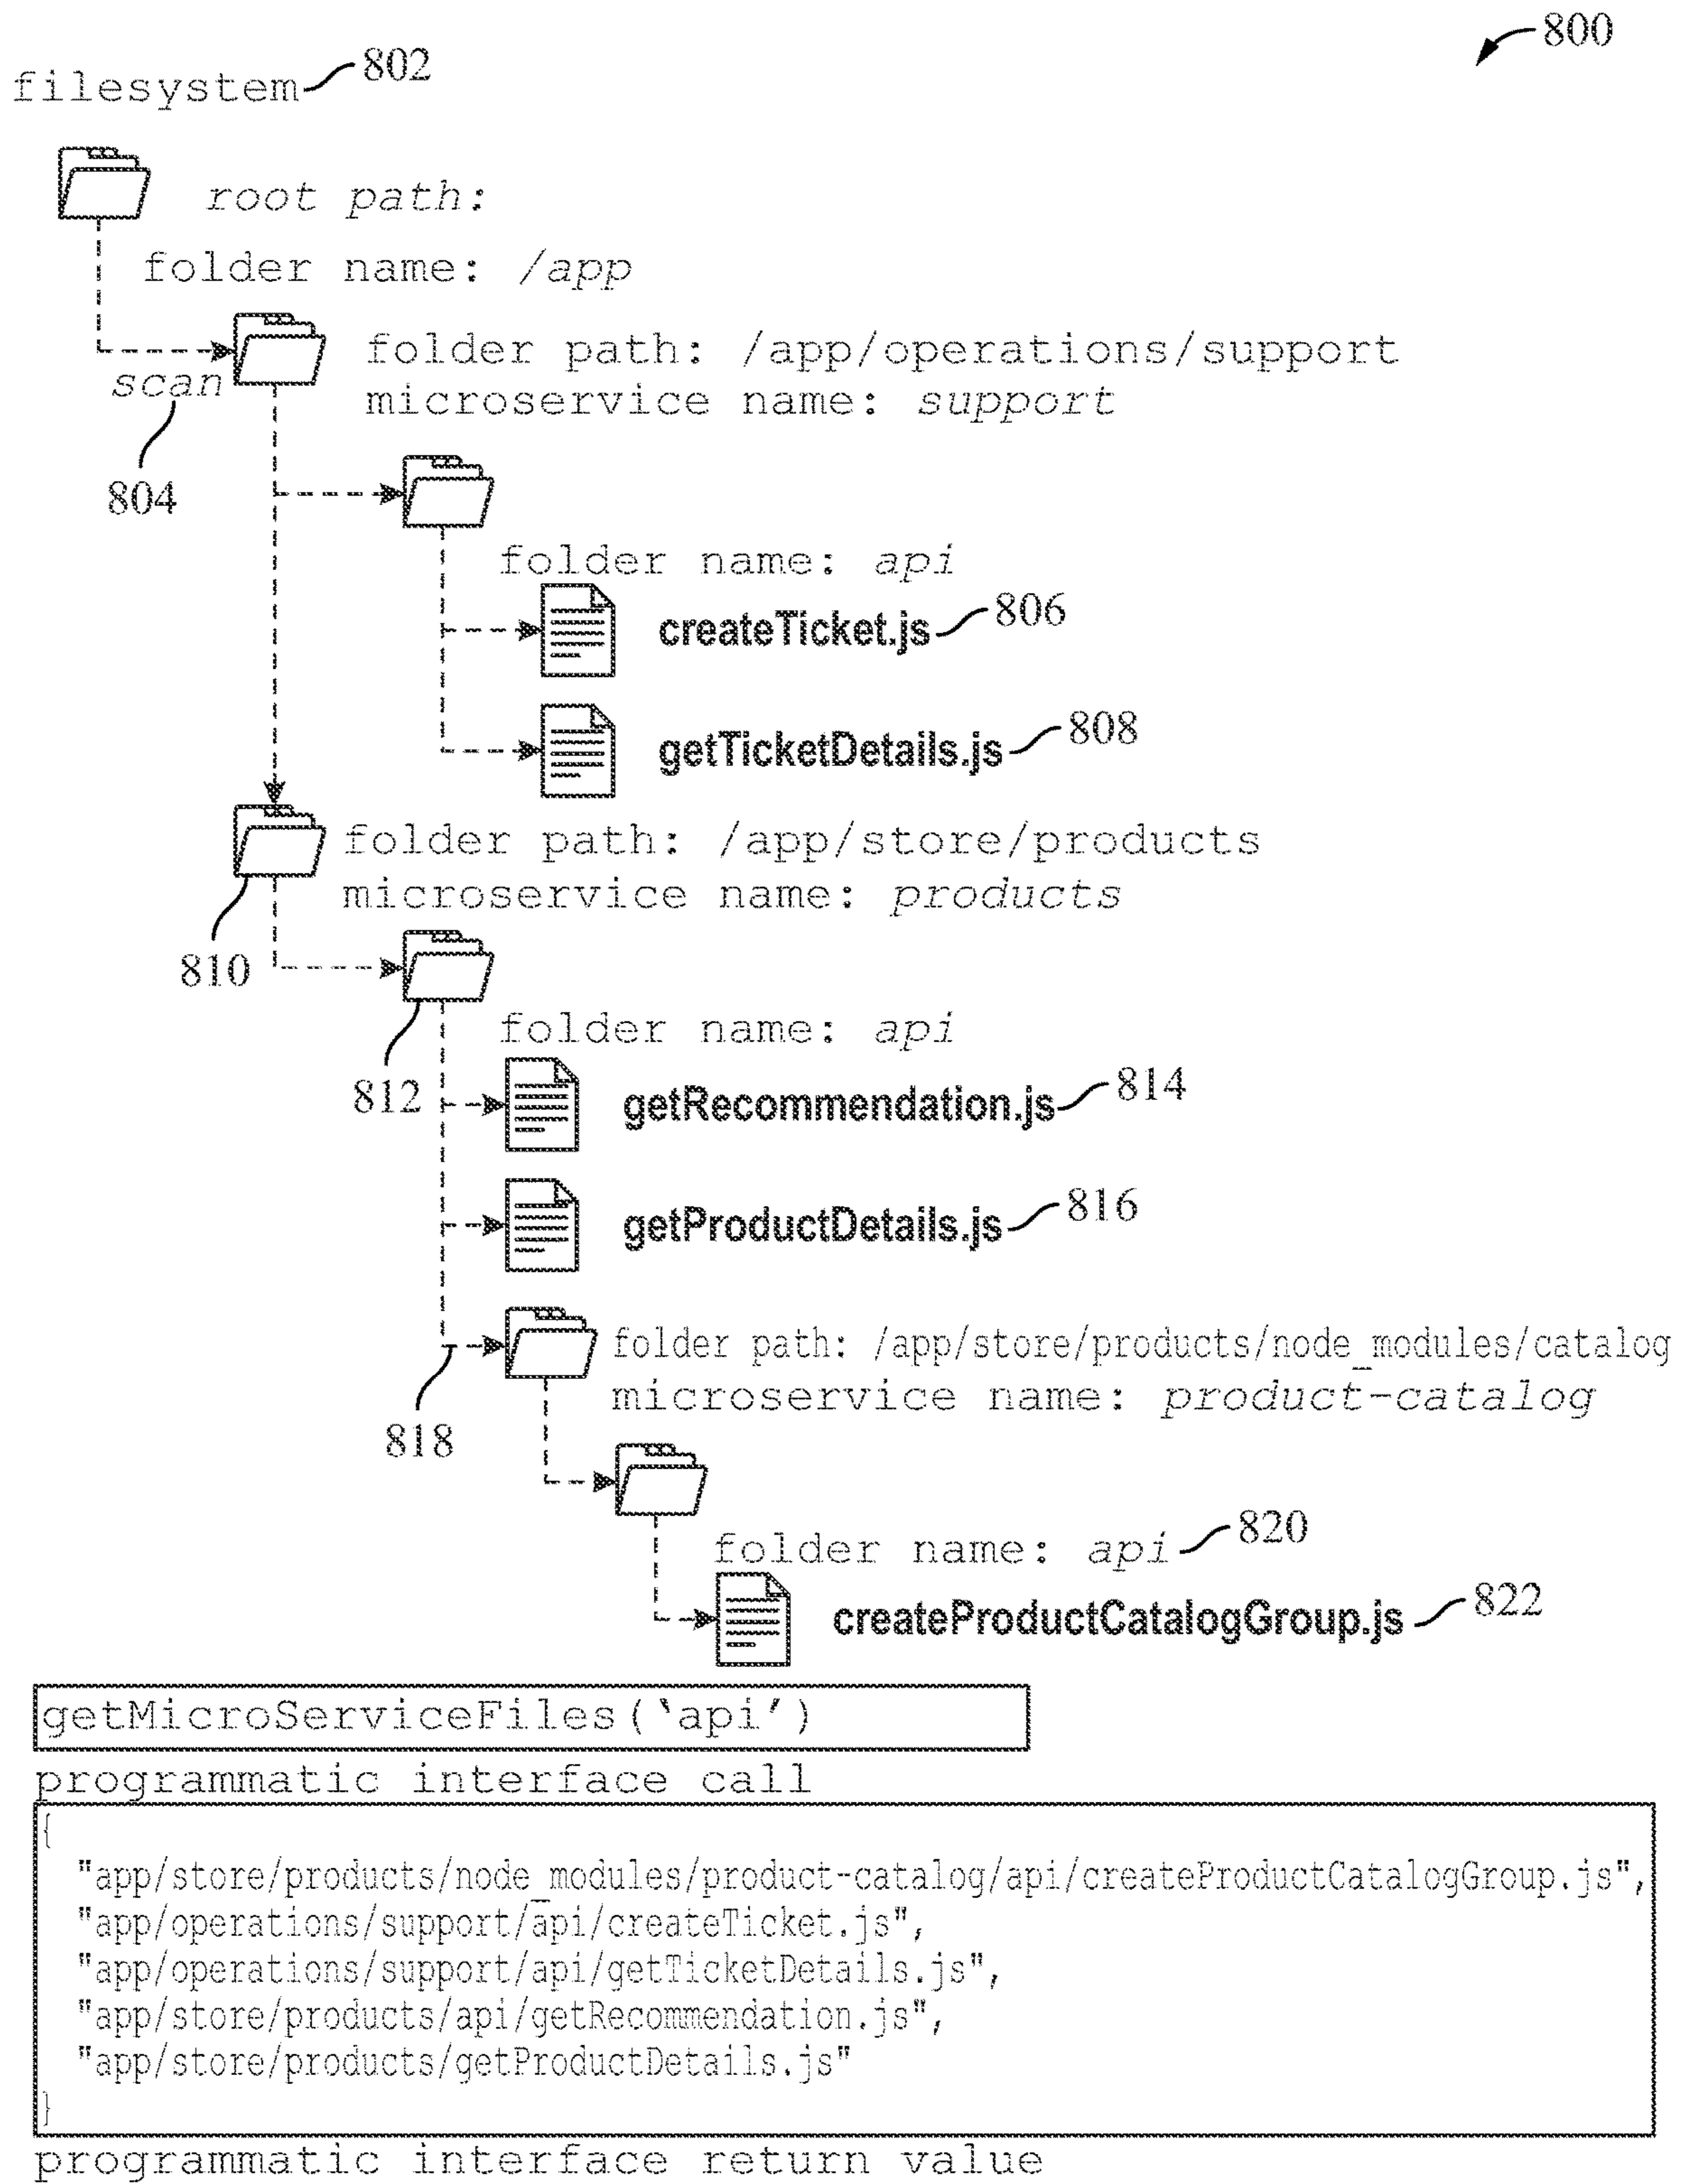 800
filesystem 802
root path:
folder name: /app
folder path: /app/operations/support
scan
microservice name: support
804
folder name: api
createTicket.js 806
getTicketDetails.js 808
folder path: /app/store/products
microservice name: products
810
folder name: api
812
getRecommendation.js 814
getProductDetails.js 816
folder path: /app/store/products/node_modules/catalog
microservice name: product-catalog
818
folder name: api 820
createProductCatalogGroup.js 822
getMicroServiceFiles(‘api’)
programmatic interface call
{
"app/store/products/node_modules/product-catalog/api/createProductCatalogGroup.js",
"app/operations/support/api/createTicket.js",
"app/operations/support/api/getTicketDetails.js",
"app/store/products/api/getRecommendation.js",
"app/store/products/getProductDetails.js"
}
programmatic interface return value